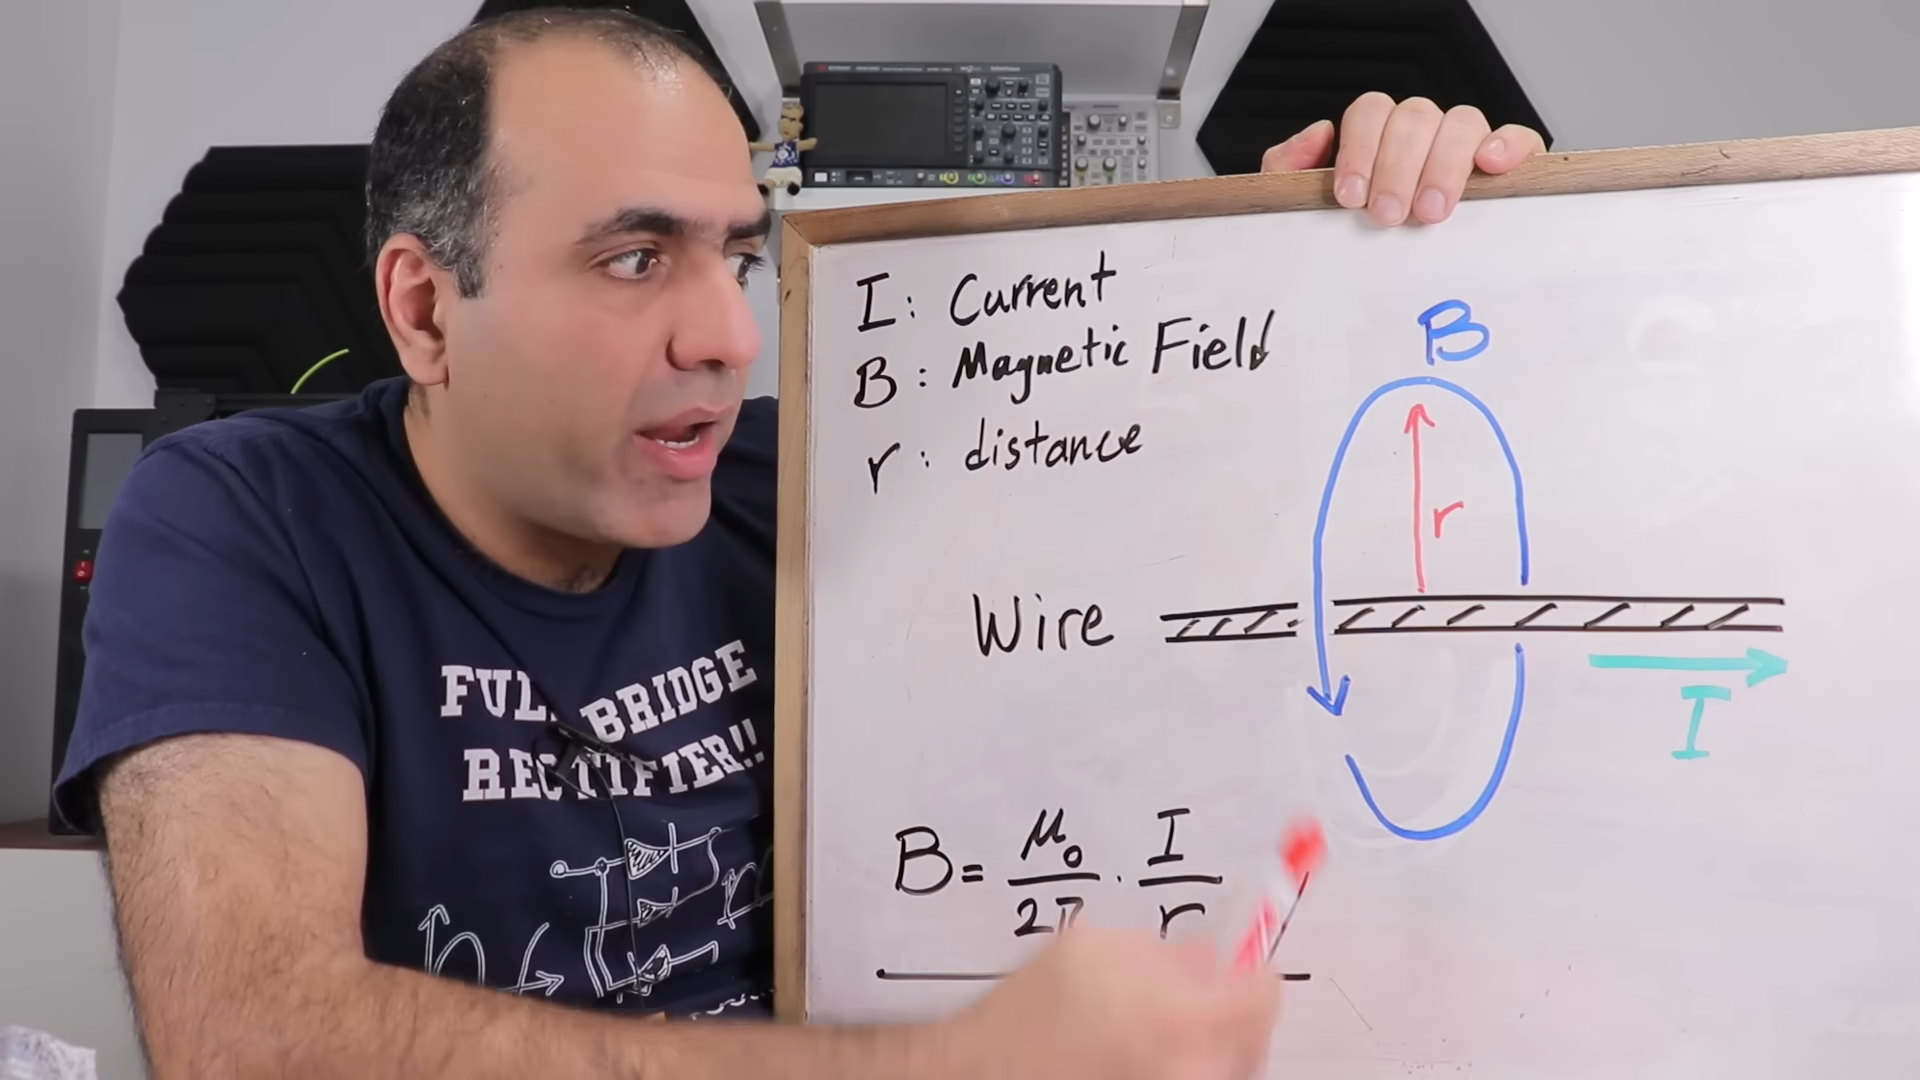 I: Current
B: Magnetic Field
r: distance
B
r
Wire
I
B = μ₀/2π · I/r
FULL BRIDGE
RECTIFIER!!